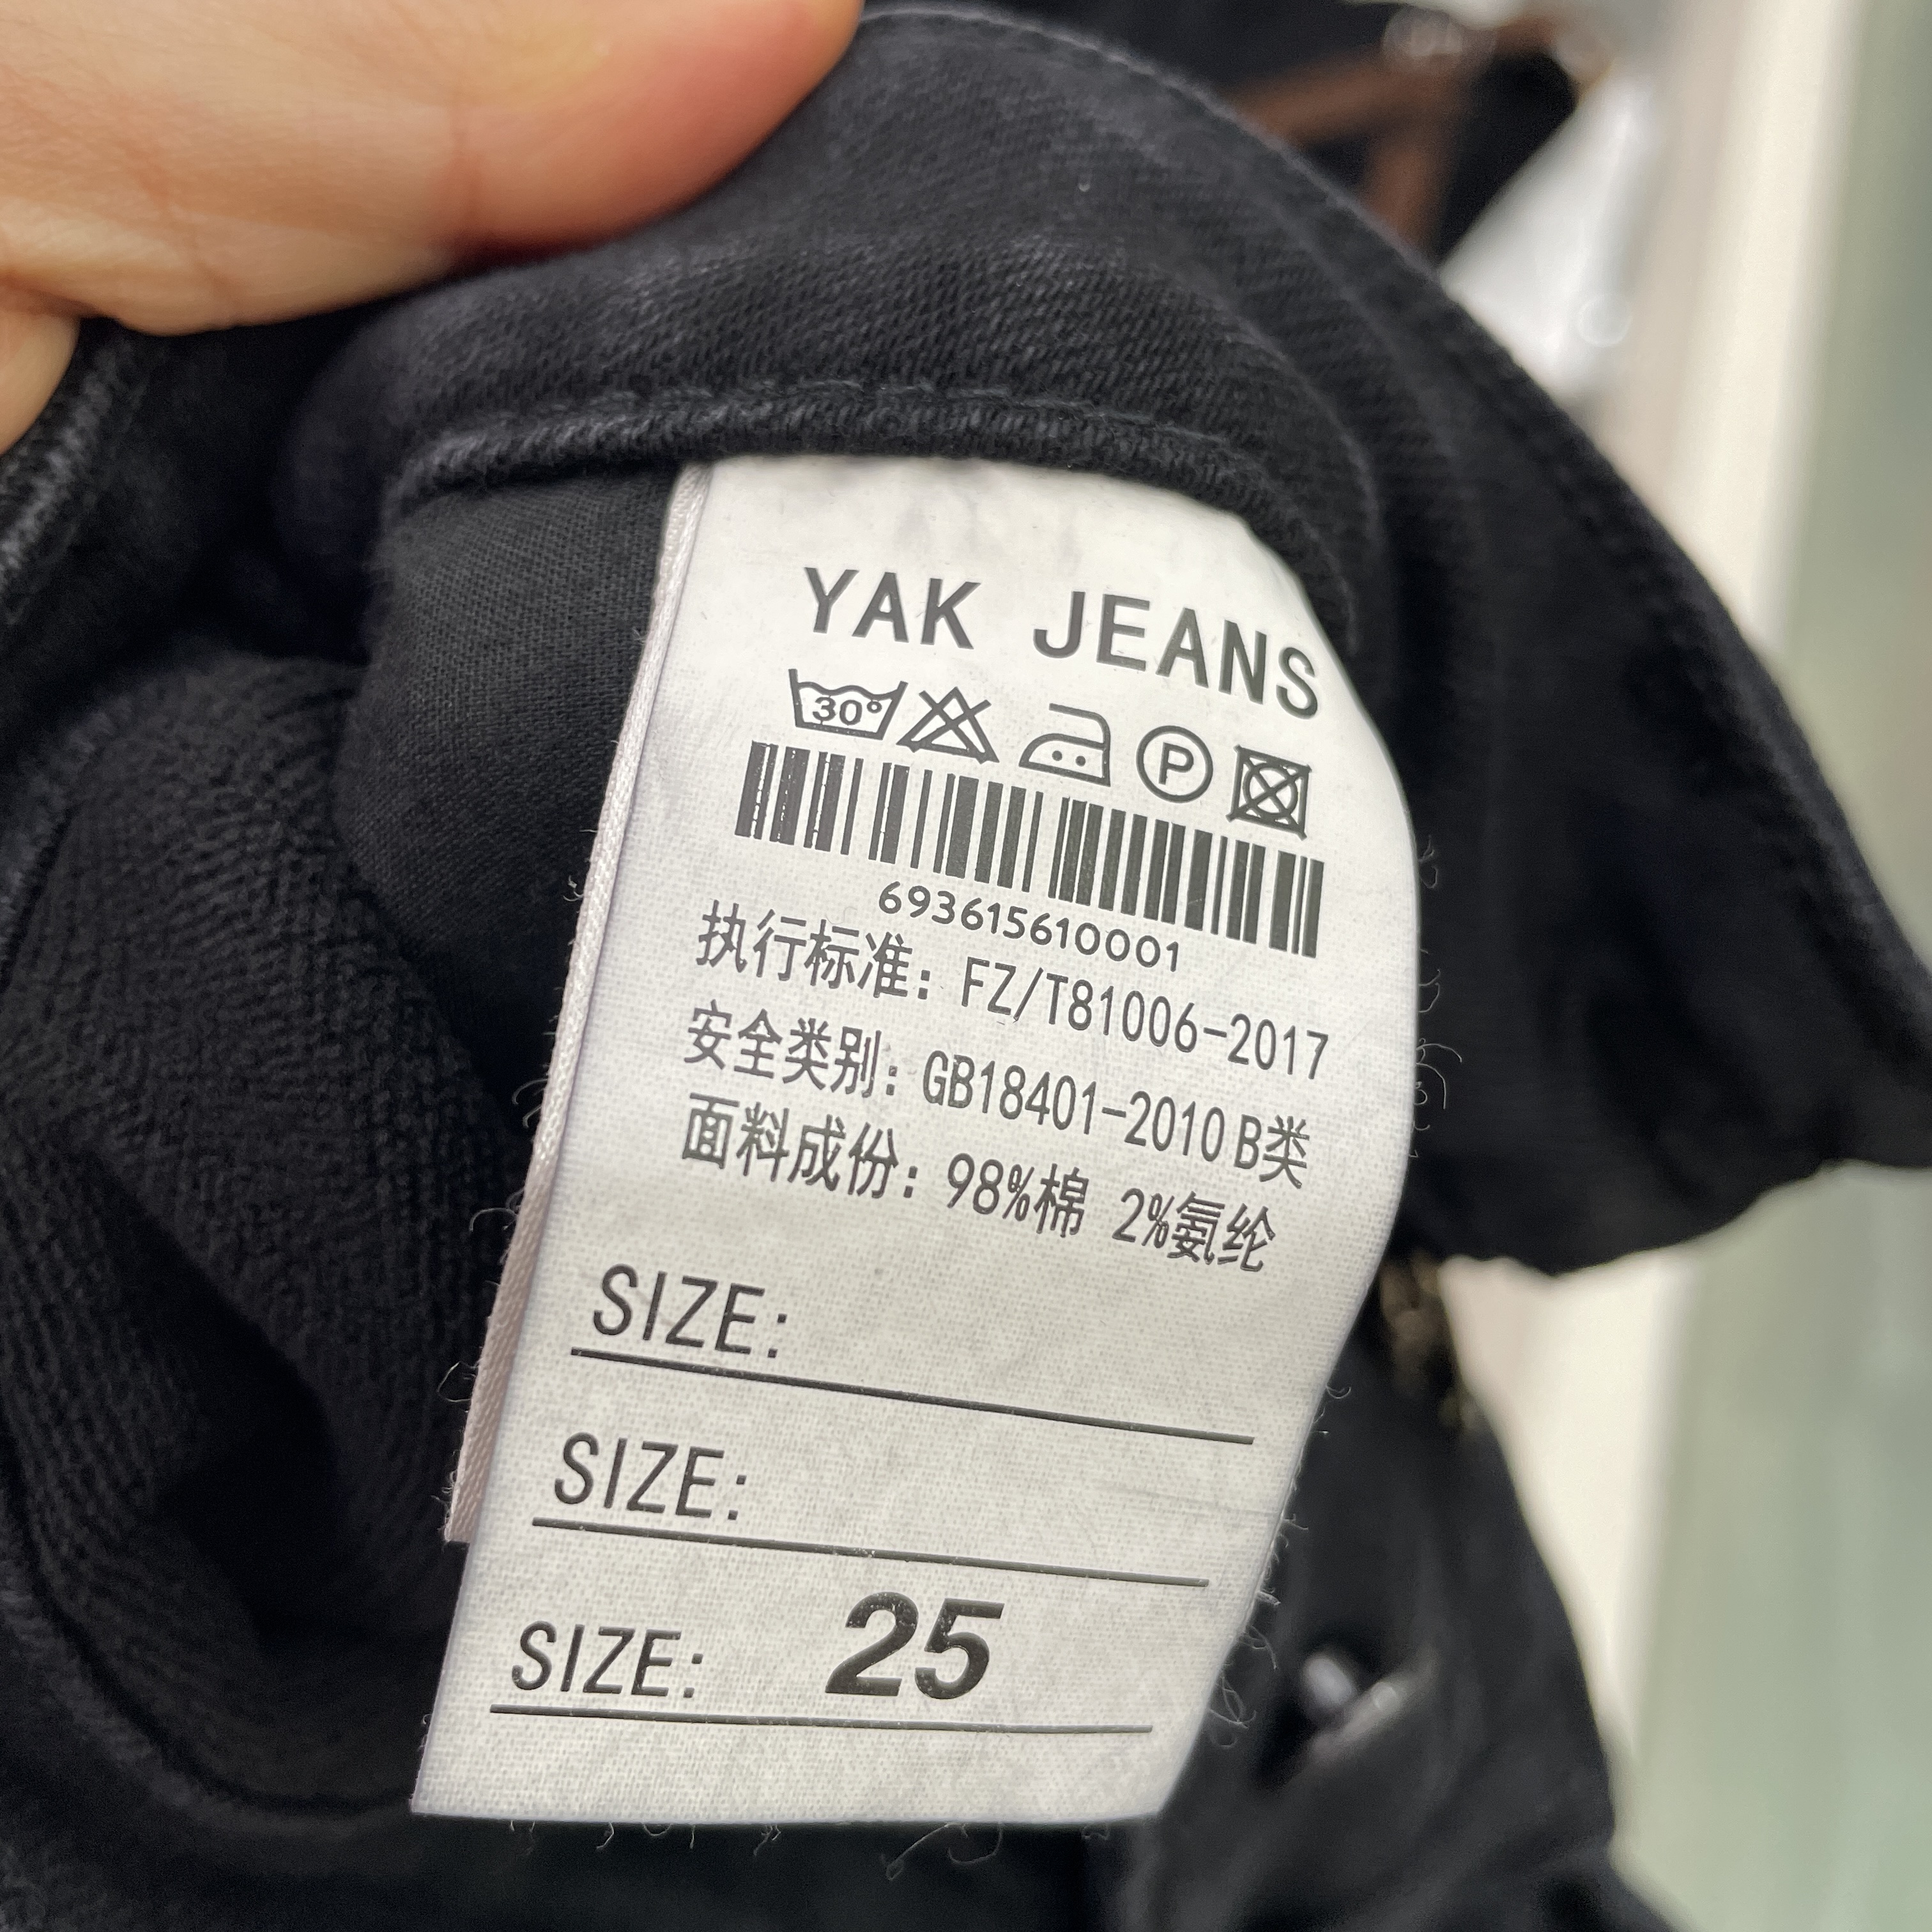 YAK JEANS
30°
P
693615610001
执行标准：FZ/T81006-2017
安全类别：GB18401-2010 B类
面料成份：98%棉 2%氨纶
SIZE:
SIZE:
SIZE: 25